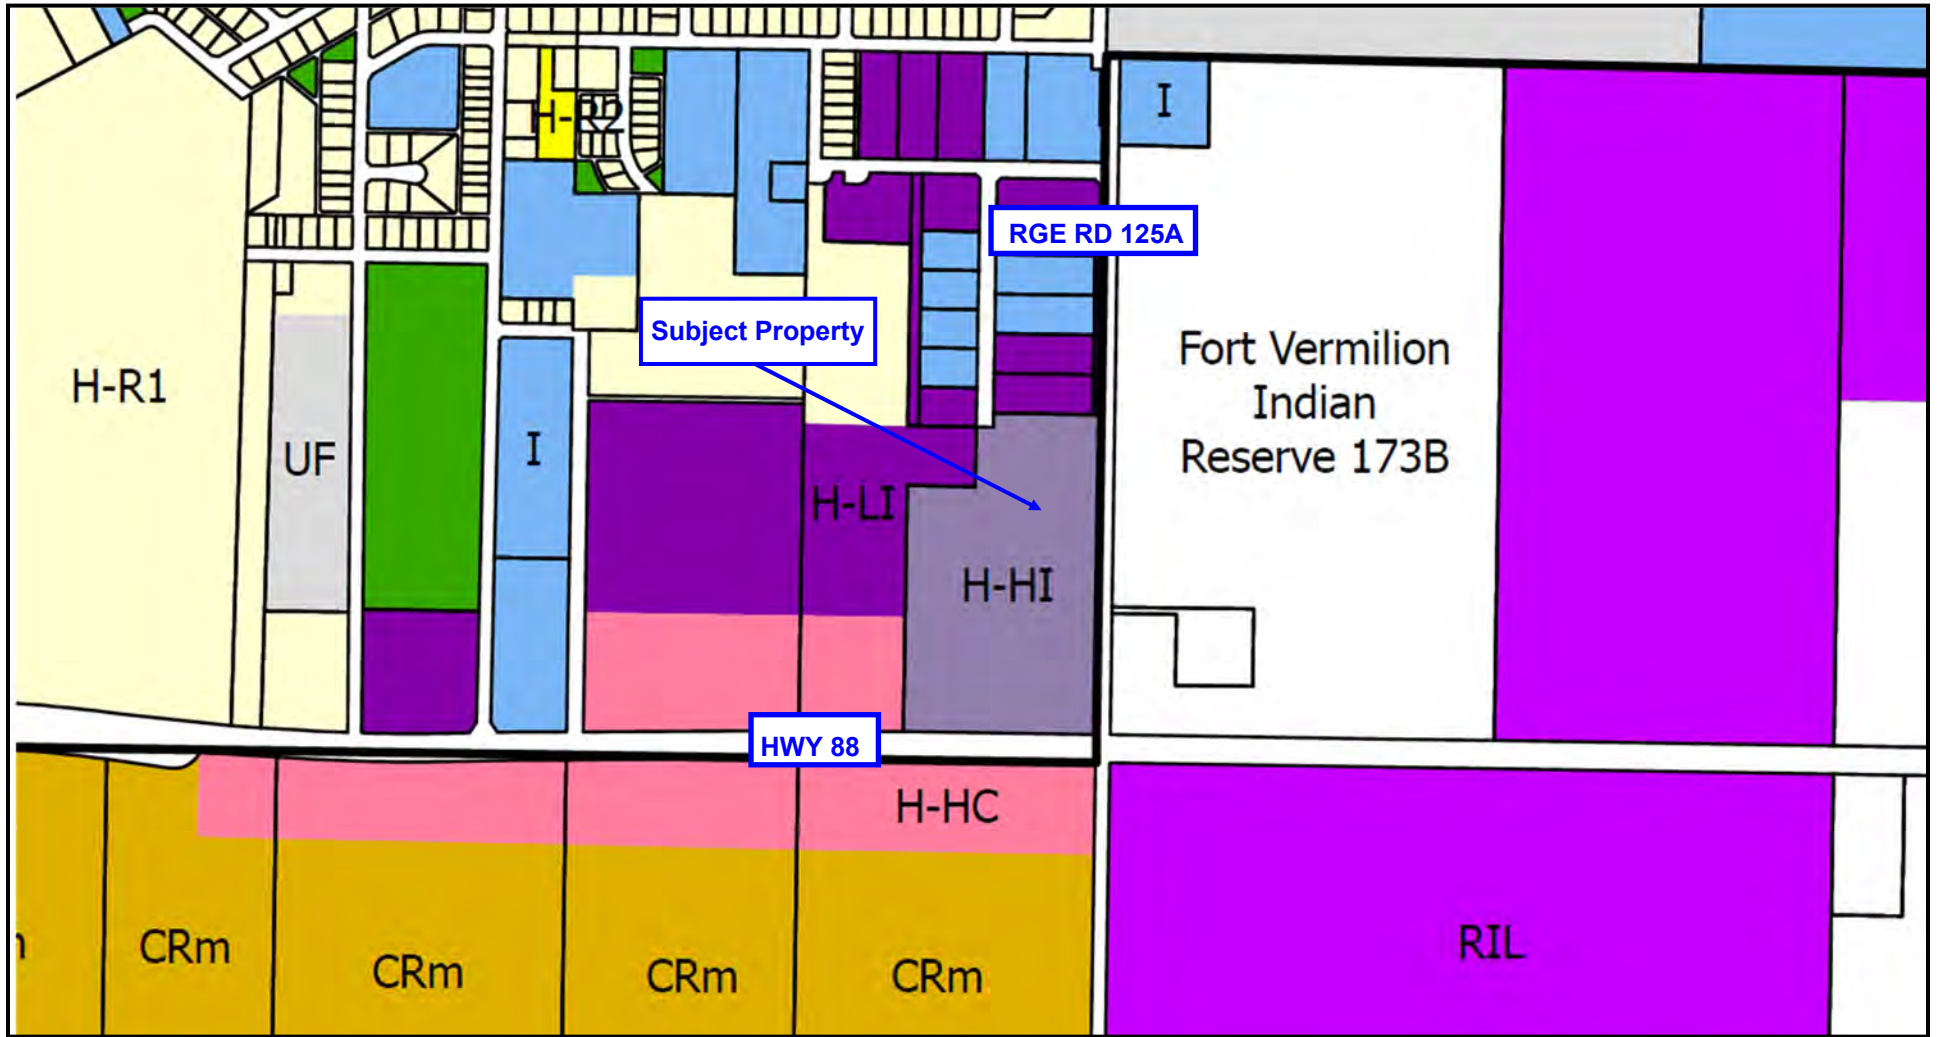 H-R2
I
RGE RD 125A
Subject Property
Fort Vermilion
Indian
Reserve 173B
H-R1
UF
I
H-LI
H-HI
HWY 88
H-HC
CRm
CRm
CRm
CRm
RIL